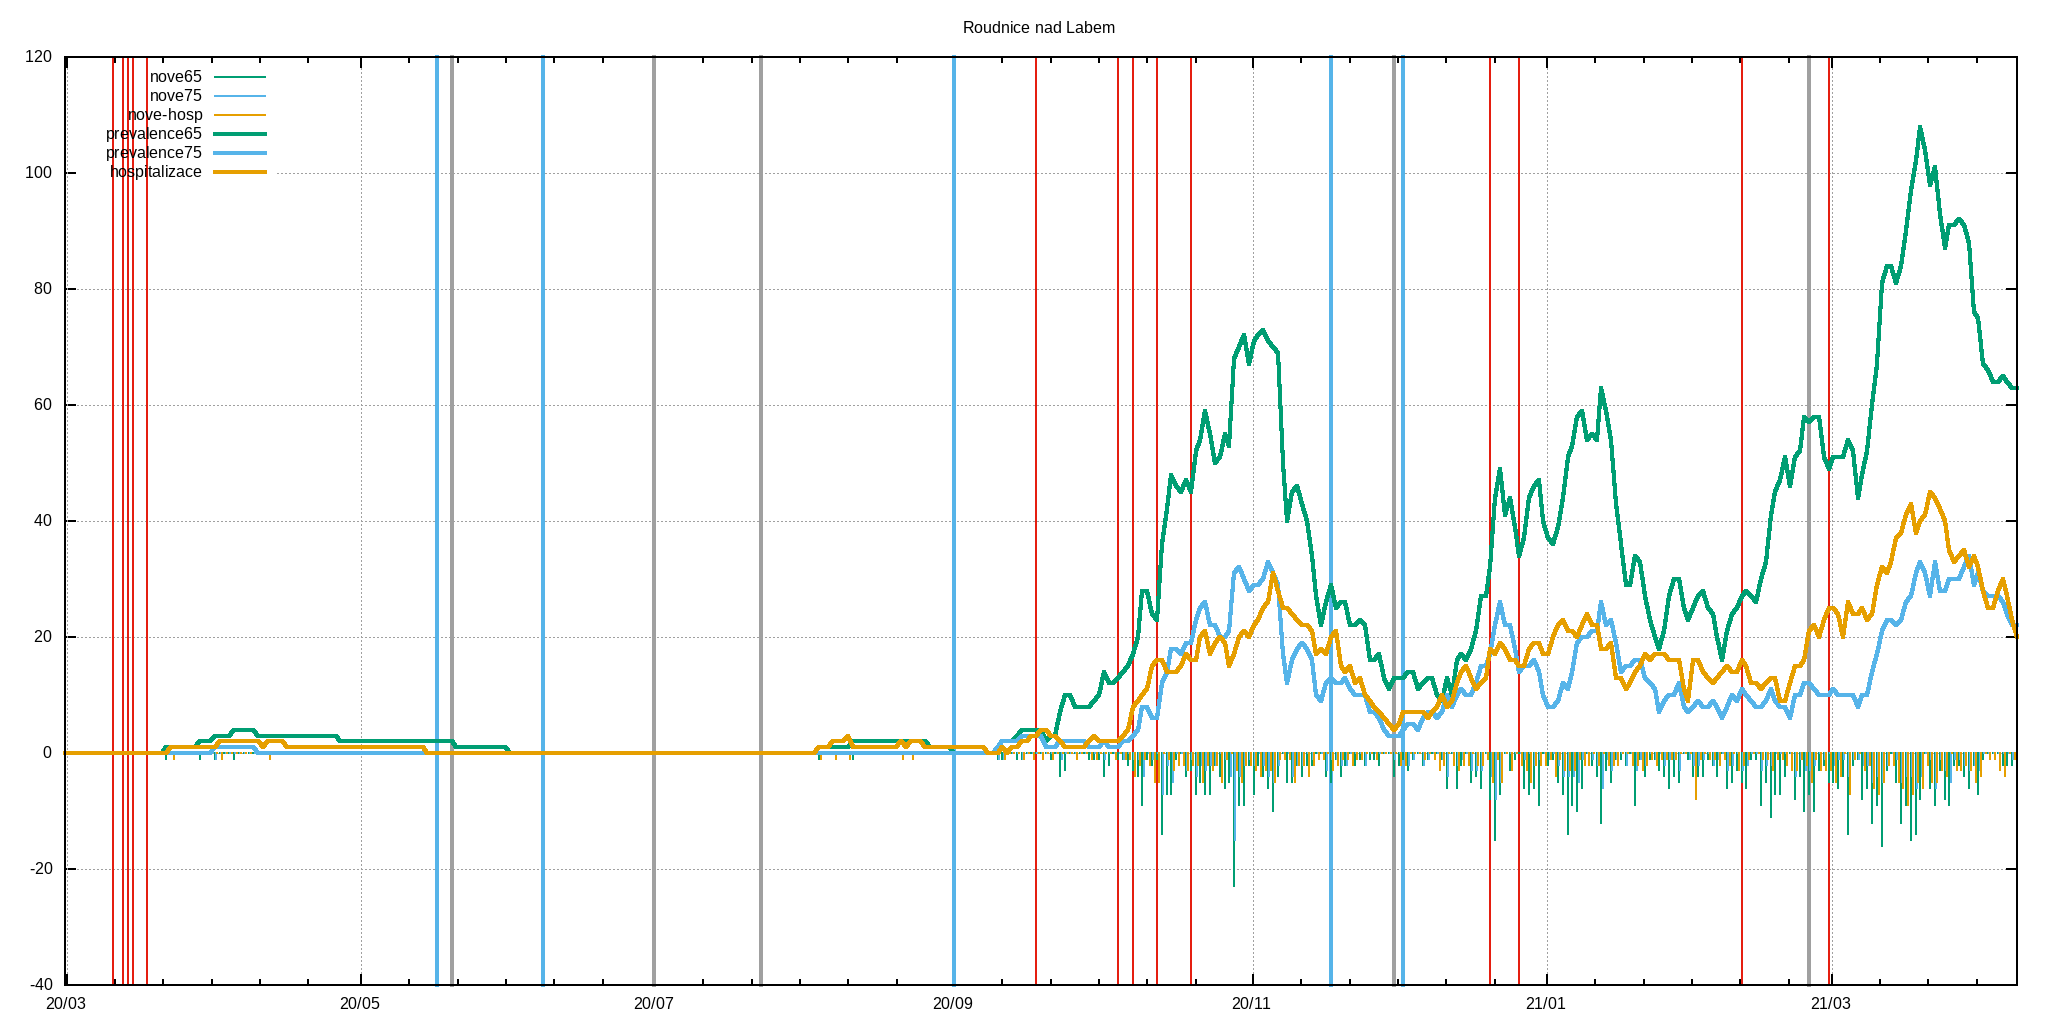 Roudnice nad Labem
120
100
80
60
40
20
0
-20
-40
nove65
nove75
nove-hosp
prevalence65
prevalence75
hospitalizace
20/03
20/05
20/07
20/09
20/11
21/01
21/03